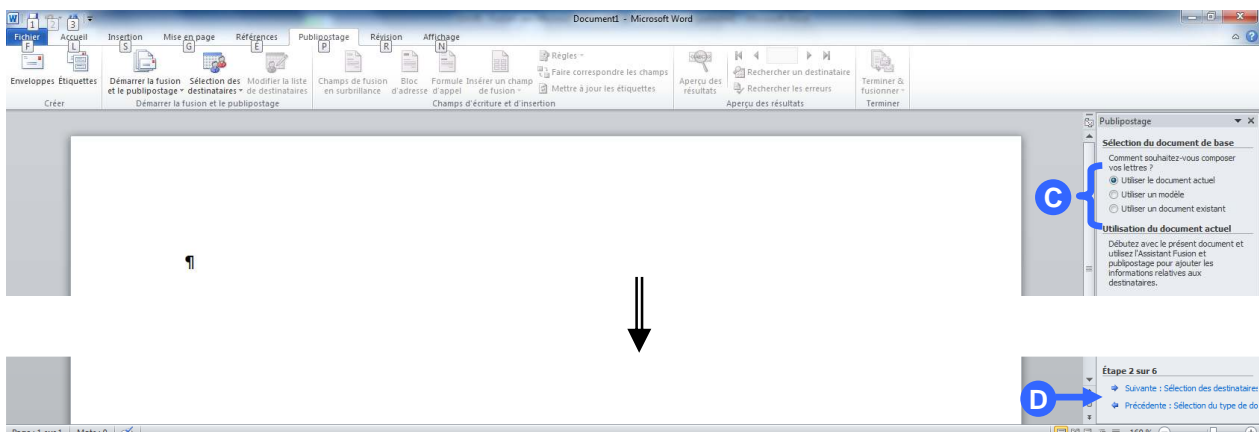 W 1 2 3 Document1 - Microsoft Word
Fichier Accueil Insertion Mise en page Références Publipostage Révision Affichage
F L S G É P R N
Enveloppes Étiquettes
Créer
Démarrer la fusion et le publipostage
Sélection des destinataires
Modifier la liste de destinataires
Démarrer la fusion et le publipostage
Champs de fusion en surbrillance
Bloc d'adresse
Formule d'appel
Insérer un champ de fusion
Règles
Faire correspondre les champs
Mettre à jour les étiquettes
Champs d'écriture et d'insertion
Aperçu des résultats
Rechercher un destinataire
Rechercher les erreurs
Aperçu des résultats
Terminer & fusionner
Terminer
Publipostage
Sélection du document de base
Comment souhaitez-vous composer
vos lettres ?
Utiliser le document actuel
Utiliser un modèle
Utiliser un document existant
C
Utilisation du document actuel
Débutez avec le présent document et
utilisez l'Assistant Fusion et
publipostage pour ajouter les
informations relatives aux
destinataires.
¶
Étape 2 sur 6
Suivante : Sélection des destinataires
Précédente : Sélection du type de do
D